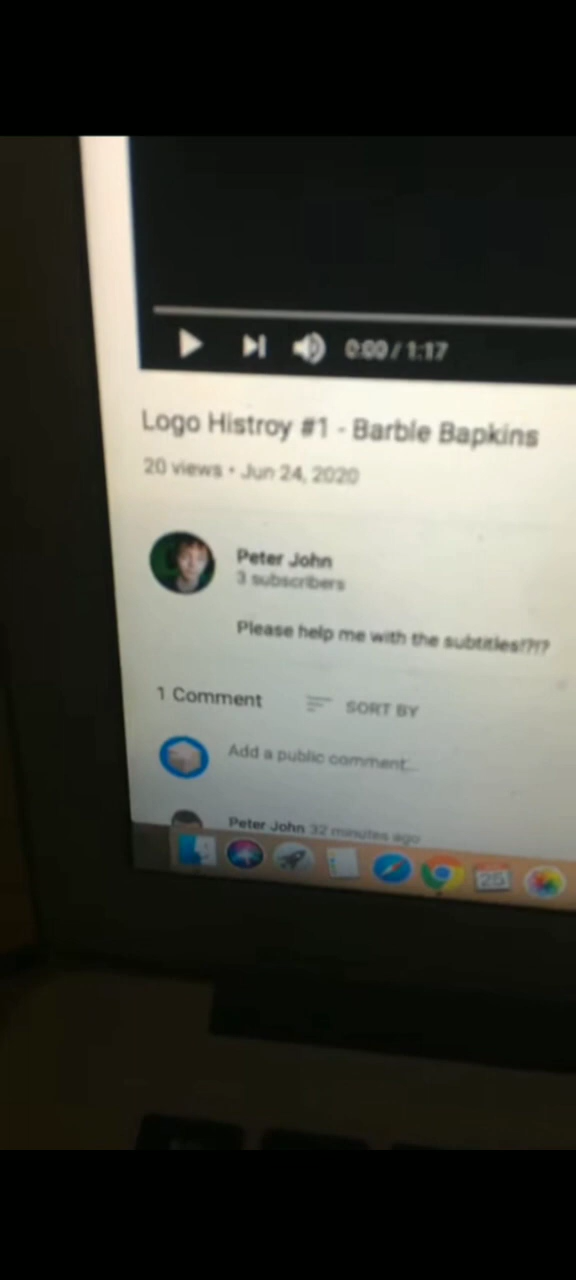 0:00 / 1:17
Logo Histroy #1 - Barble Bapkins
20 views • Jun 24, 2020
Peter John
3 subscribers
Please help me with the subtitles!?!?
1 Comment
SORT BY
Add a public comment...
Peter John 32 minutes ago
25